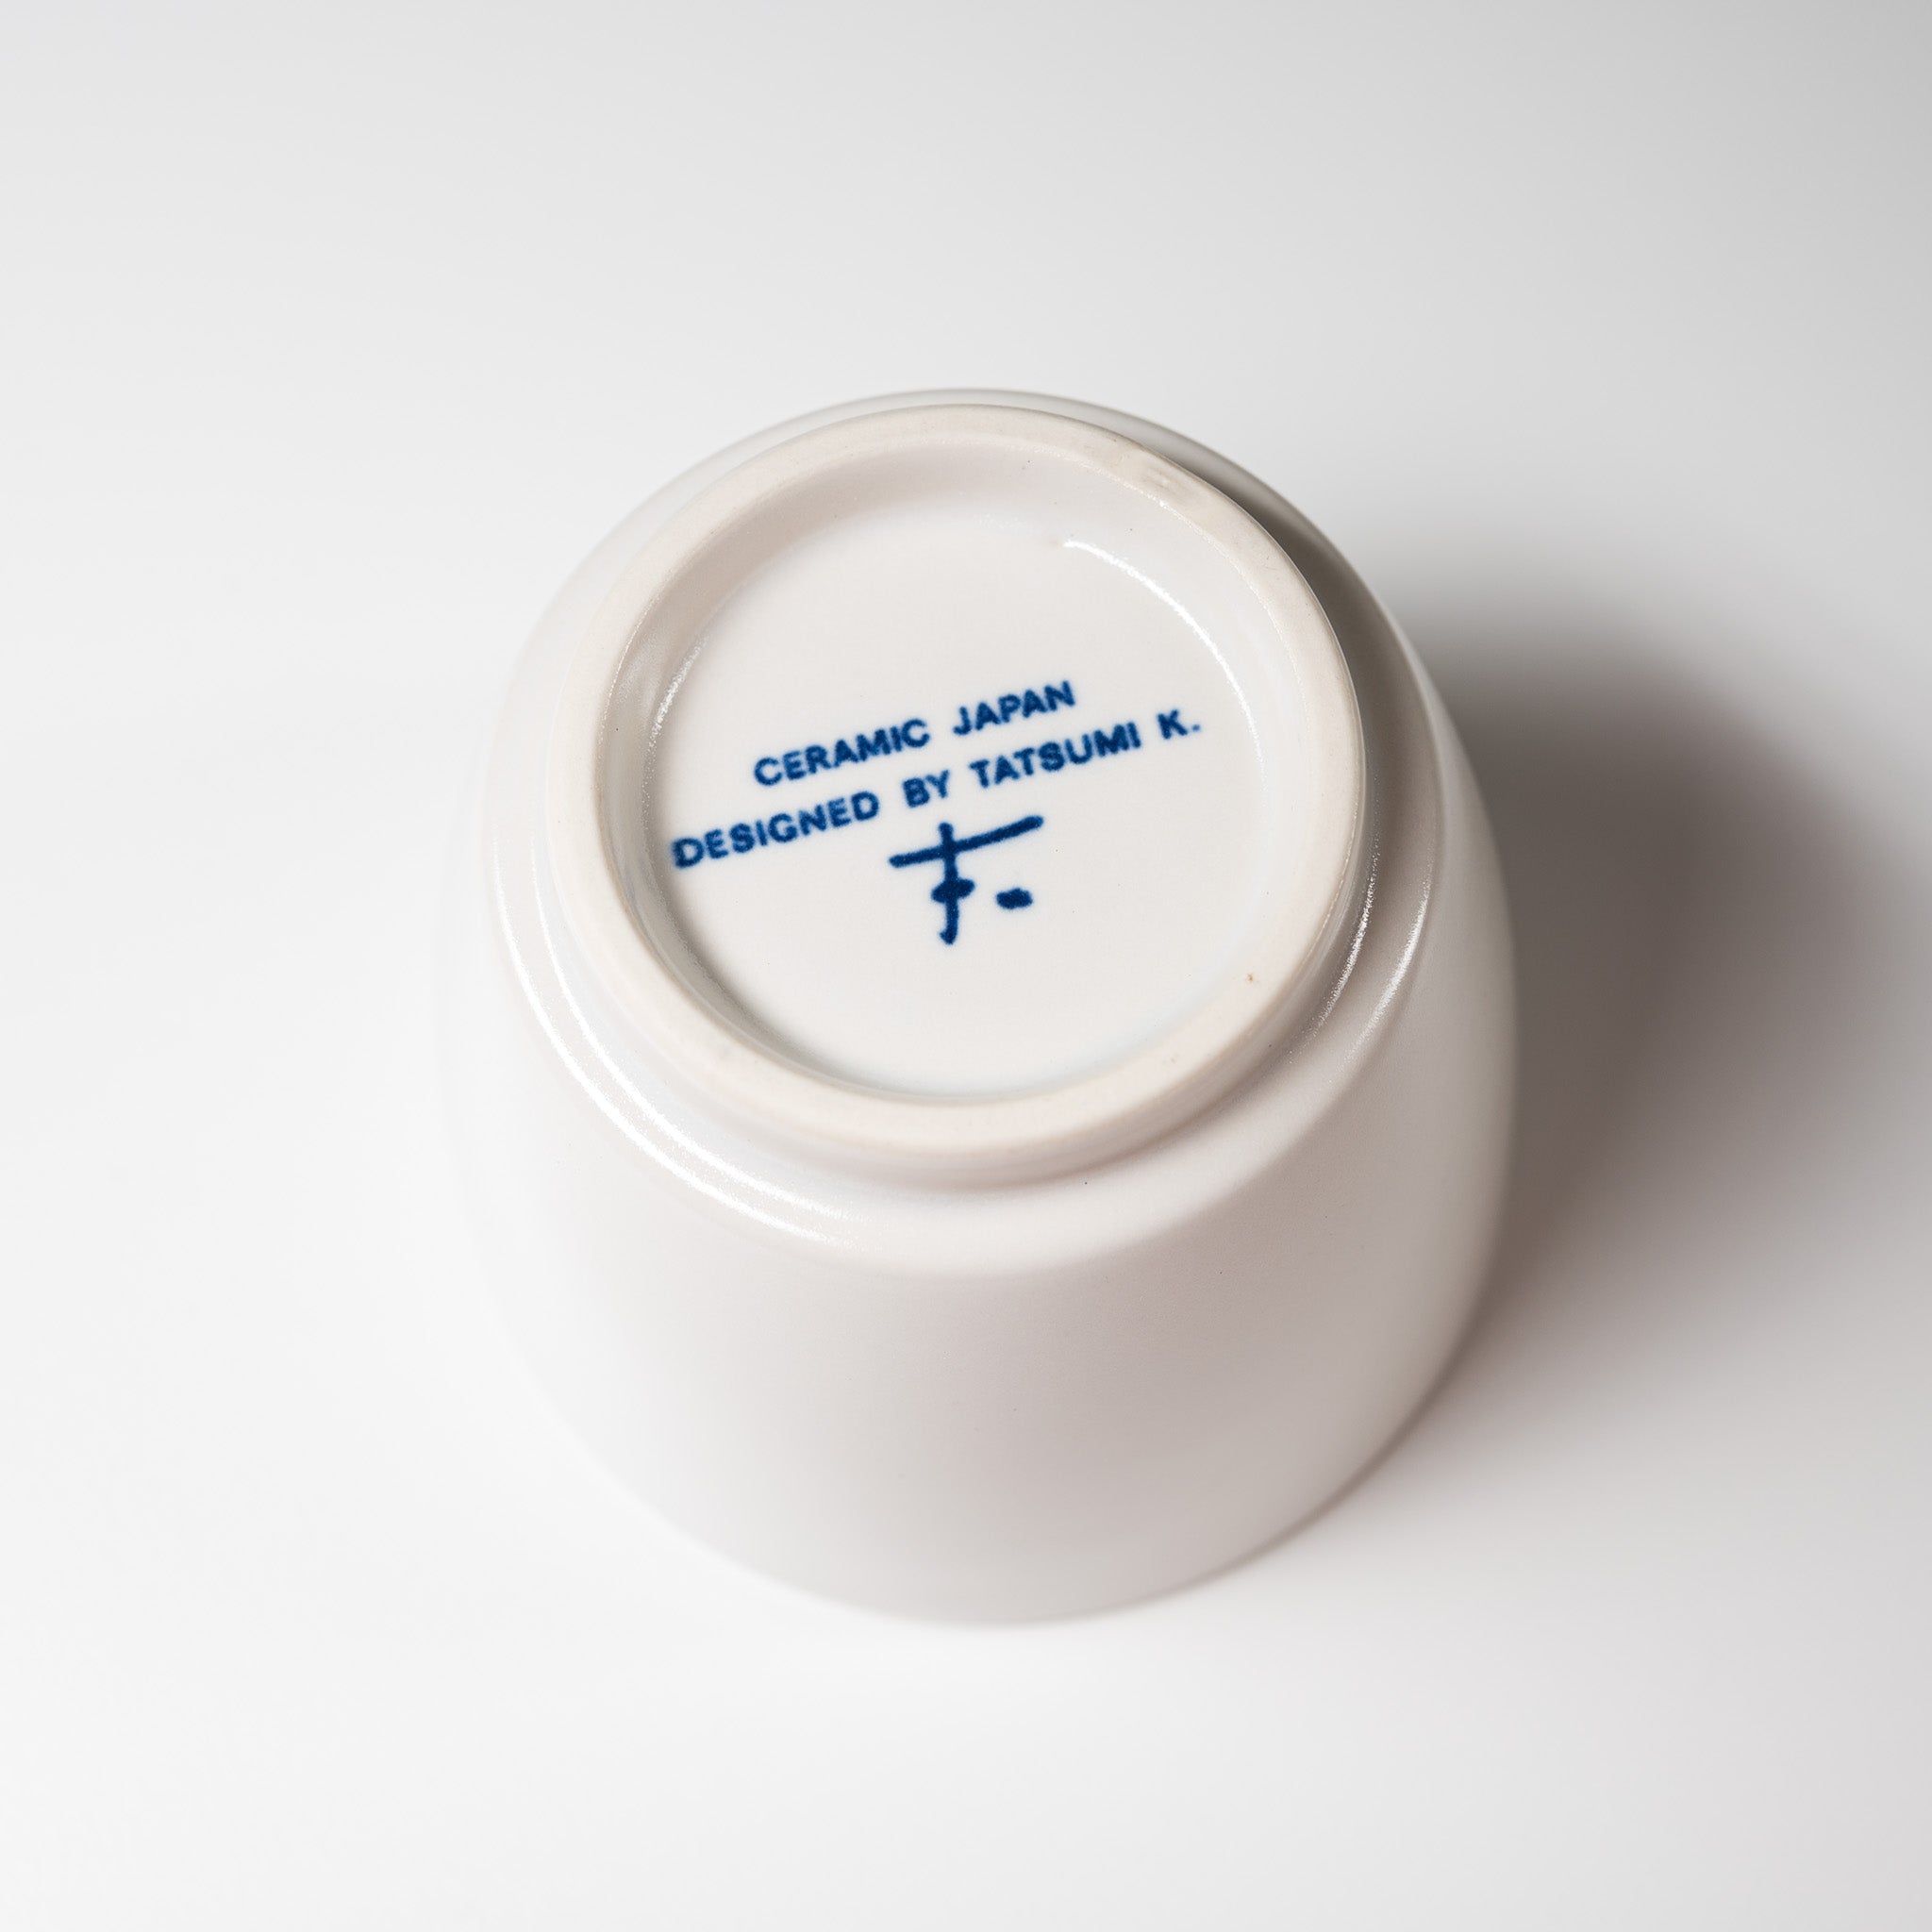 CERAMIC JAPAN
DESIGNED BY TATSUMI K.